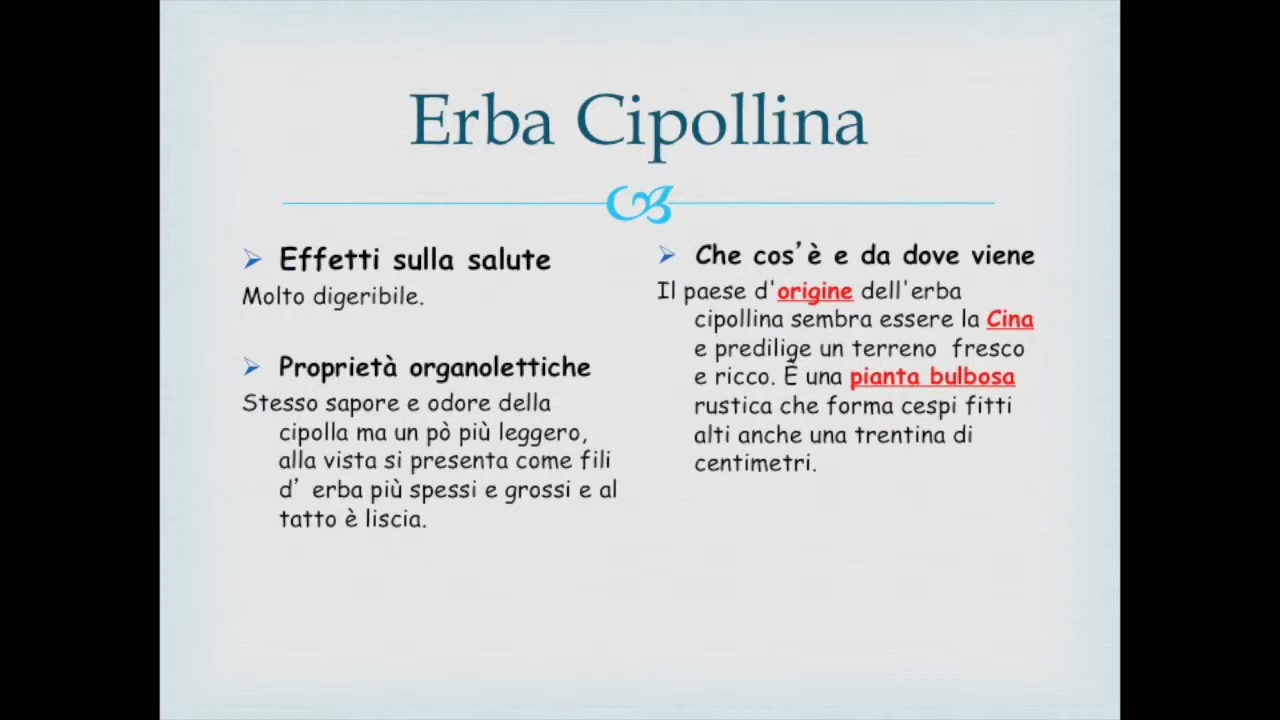 Erba Cipollina
Effetti sulla salute
Molto digeribile.
Proprietà organolettiche
Stesso sapore e odore della
cipolla ma un pò più leggero,
alla vista si presenta come fili
d’ erba più spessi e grossi e al
tatto è liscia.
Che cos’è e da dove viene
Il paese d'origine dell'erba
cipollina sembra essere la Cina
e predilige un terreno fresco
e ricco. È una pianta bulbosa
rustica che forma cespi fitti
alti anche una trentina di
centimetri.